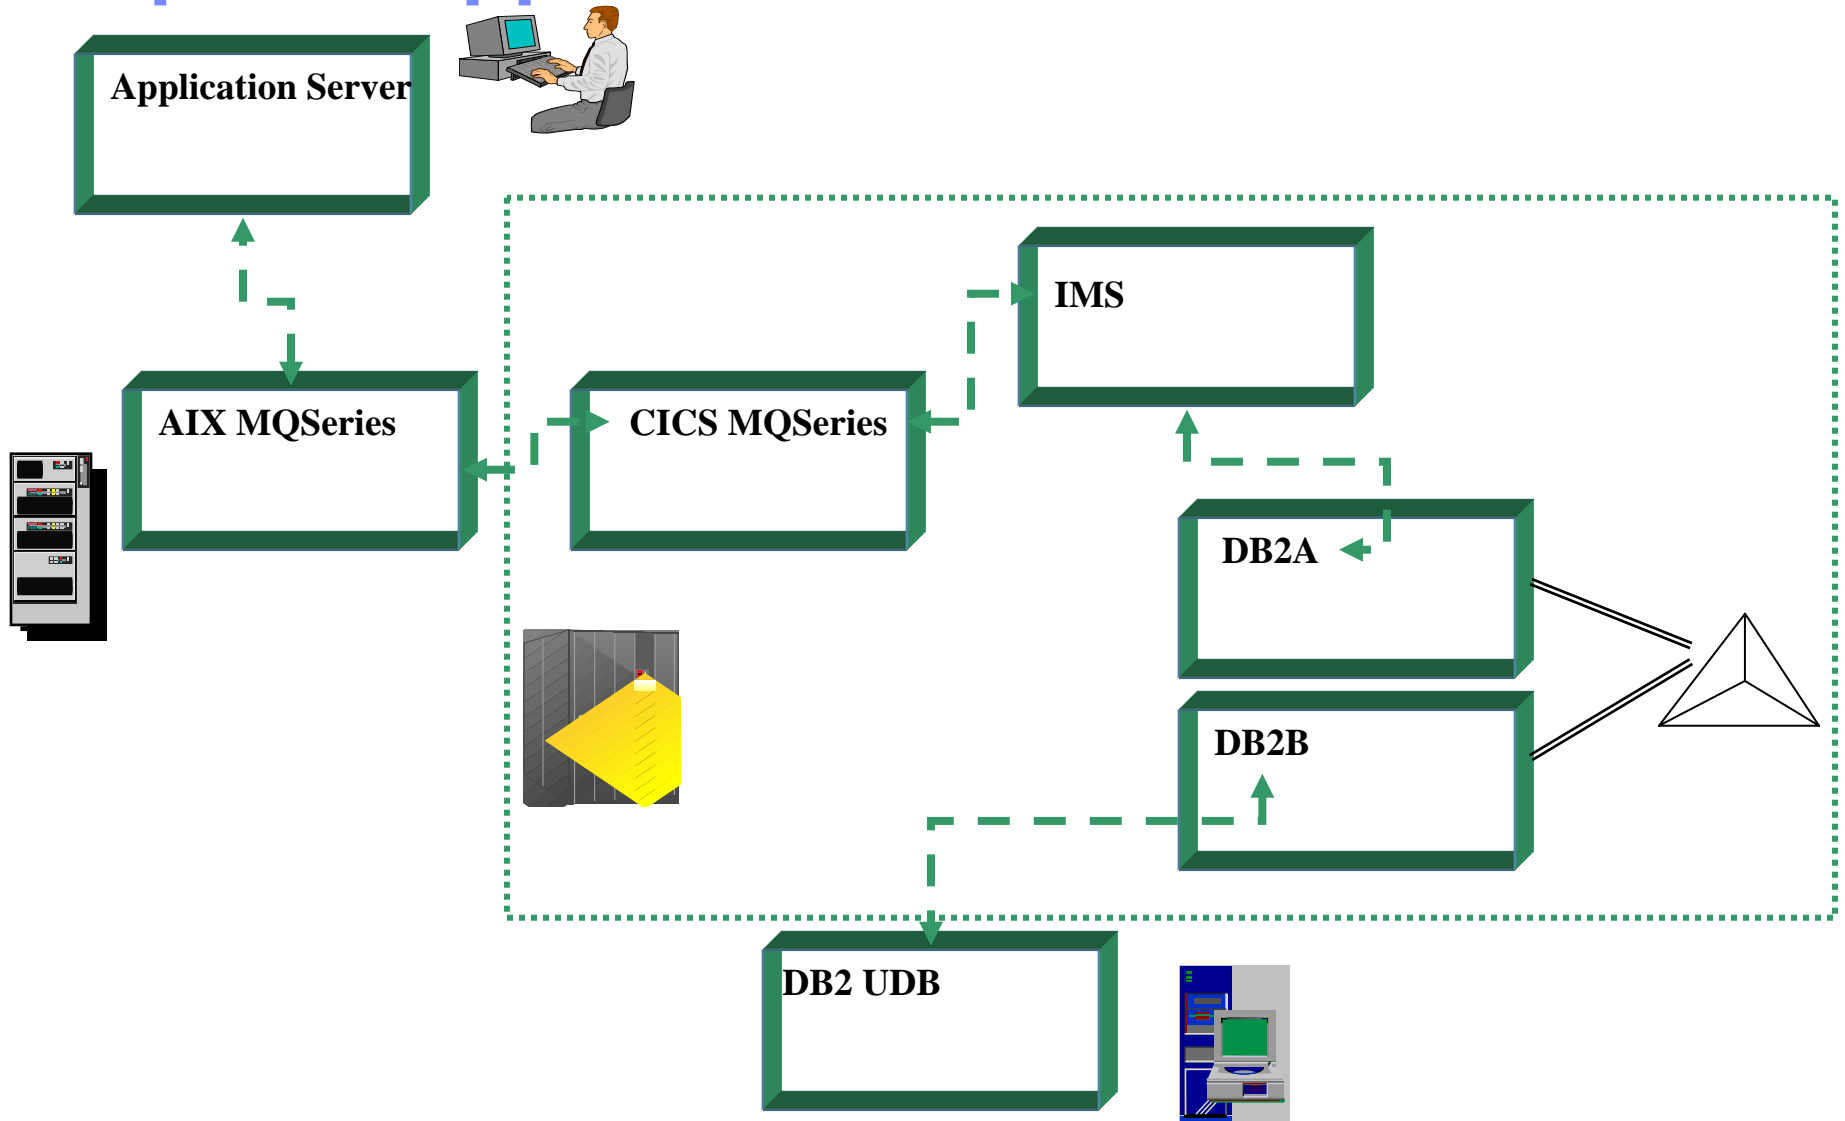 Application Server
IMS
AIX MQSeries
CICS MQSeries
DB2A
DB2B
DB2 UDB